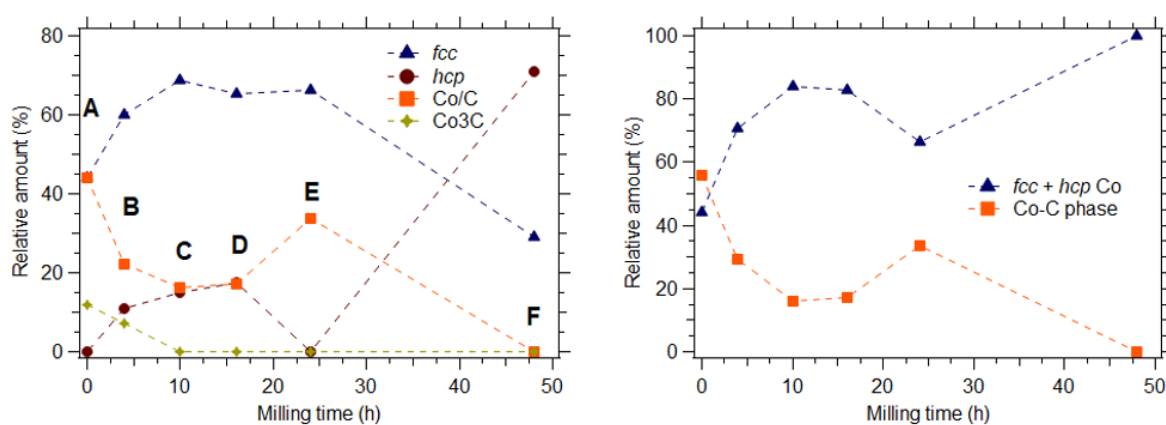 80
60
40
20
0
Relative amount (%)
A
B
C
D
E
F
fcc
hcp
Co/C
Co3C
0
10
20
30
40
50
Milling time (h)
100
80
60
40
20
0
Relative amount (%)
fcc + hcp Co
Co-C phase
0
10
20
30
40
50
Milling time (h)